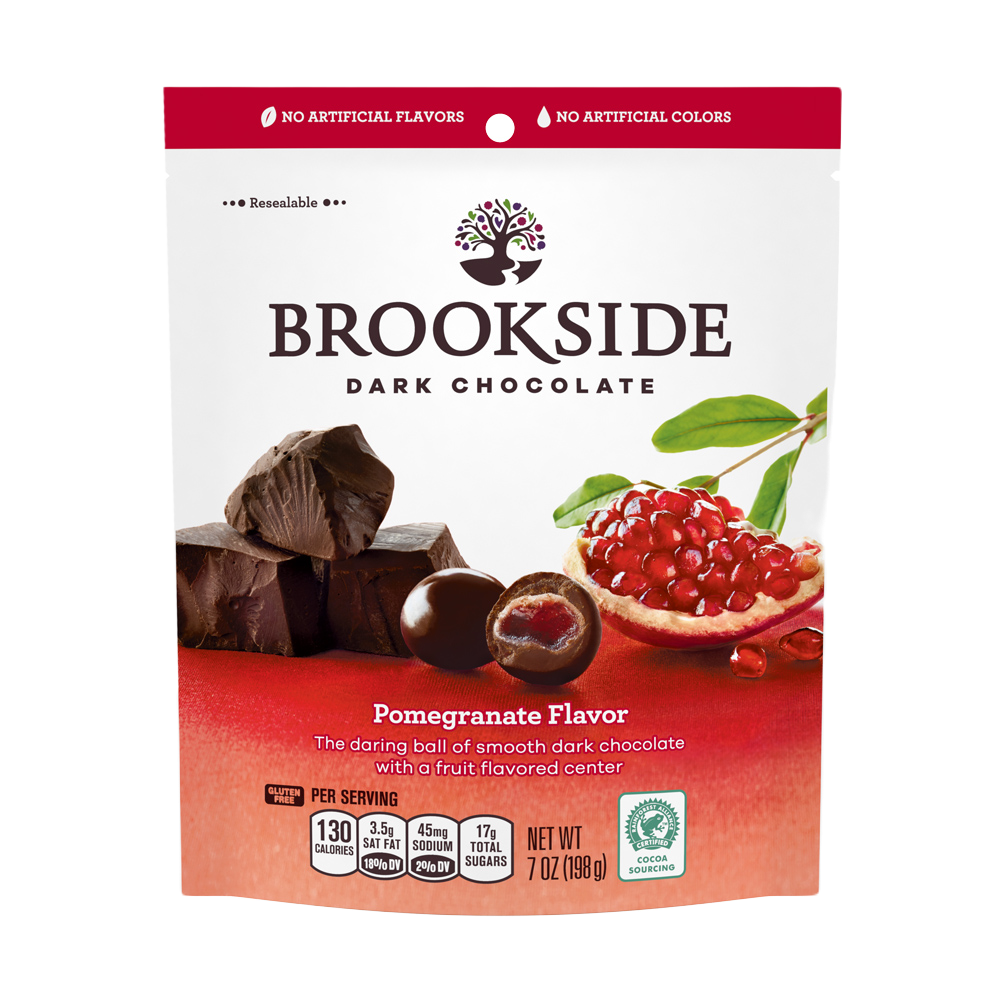 NO ARTIFICIAL FLAVORS
NO ARTIFICIAL COLORS
Resealable
BROOKSIDE
DARK CHOCOLATE
Pomegranate Flavor
The daring ball of smooth dark chocolate
with a fruit flavored center
GLUTEN
FREE
PER SERVING
130
CALORIES
3.5g
SAT FAT
18% DV
45mg
SODIUM
2% DV
17g
TOTAL
SUGARS
NET WT
7 OZ (198 g)
RAINFOREST ALLIANCE
CERTIFIED
COCOA
SOURCING